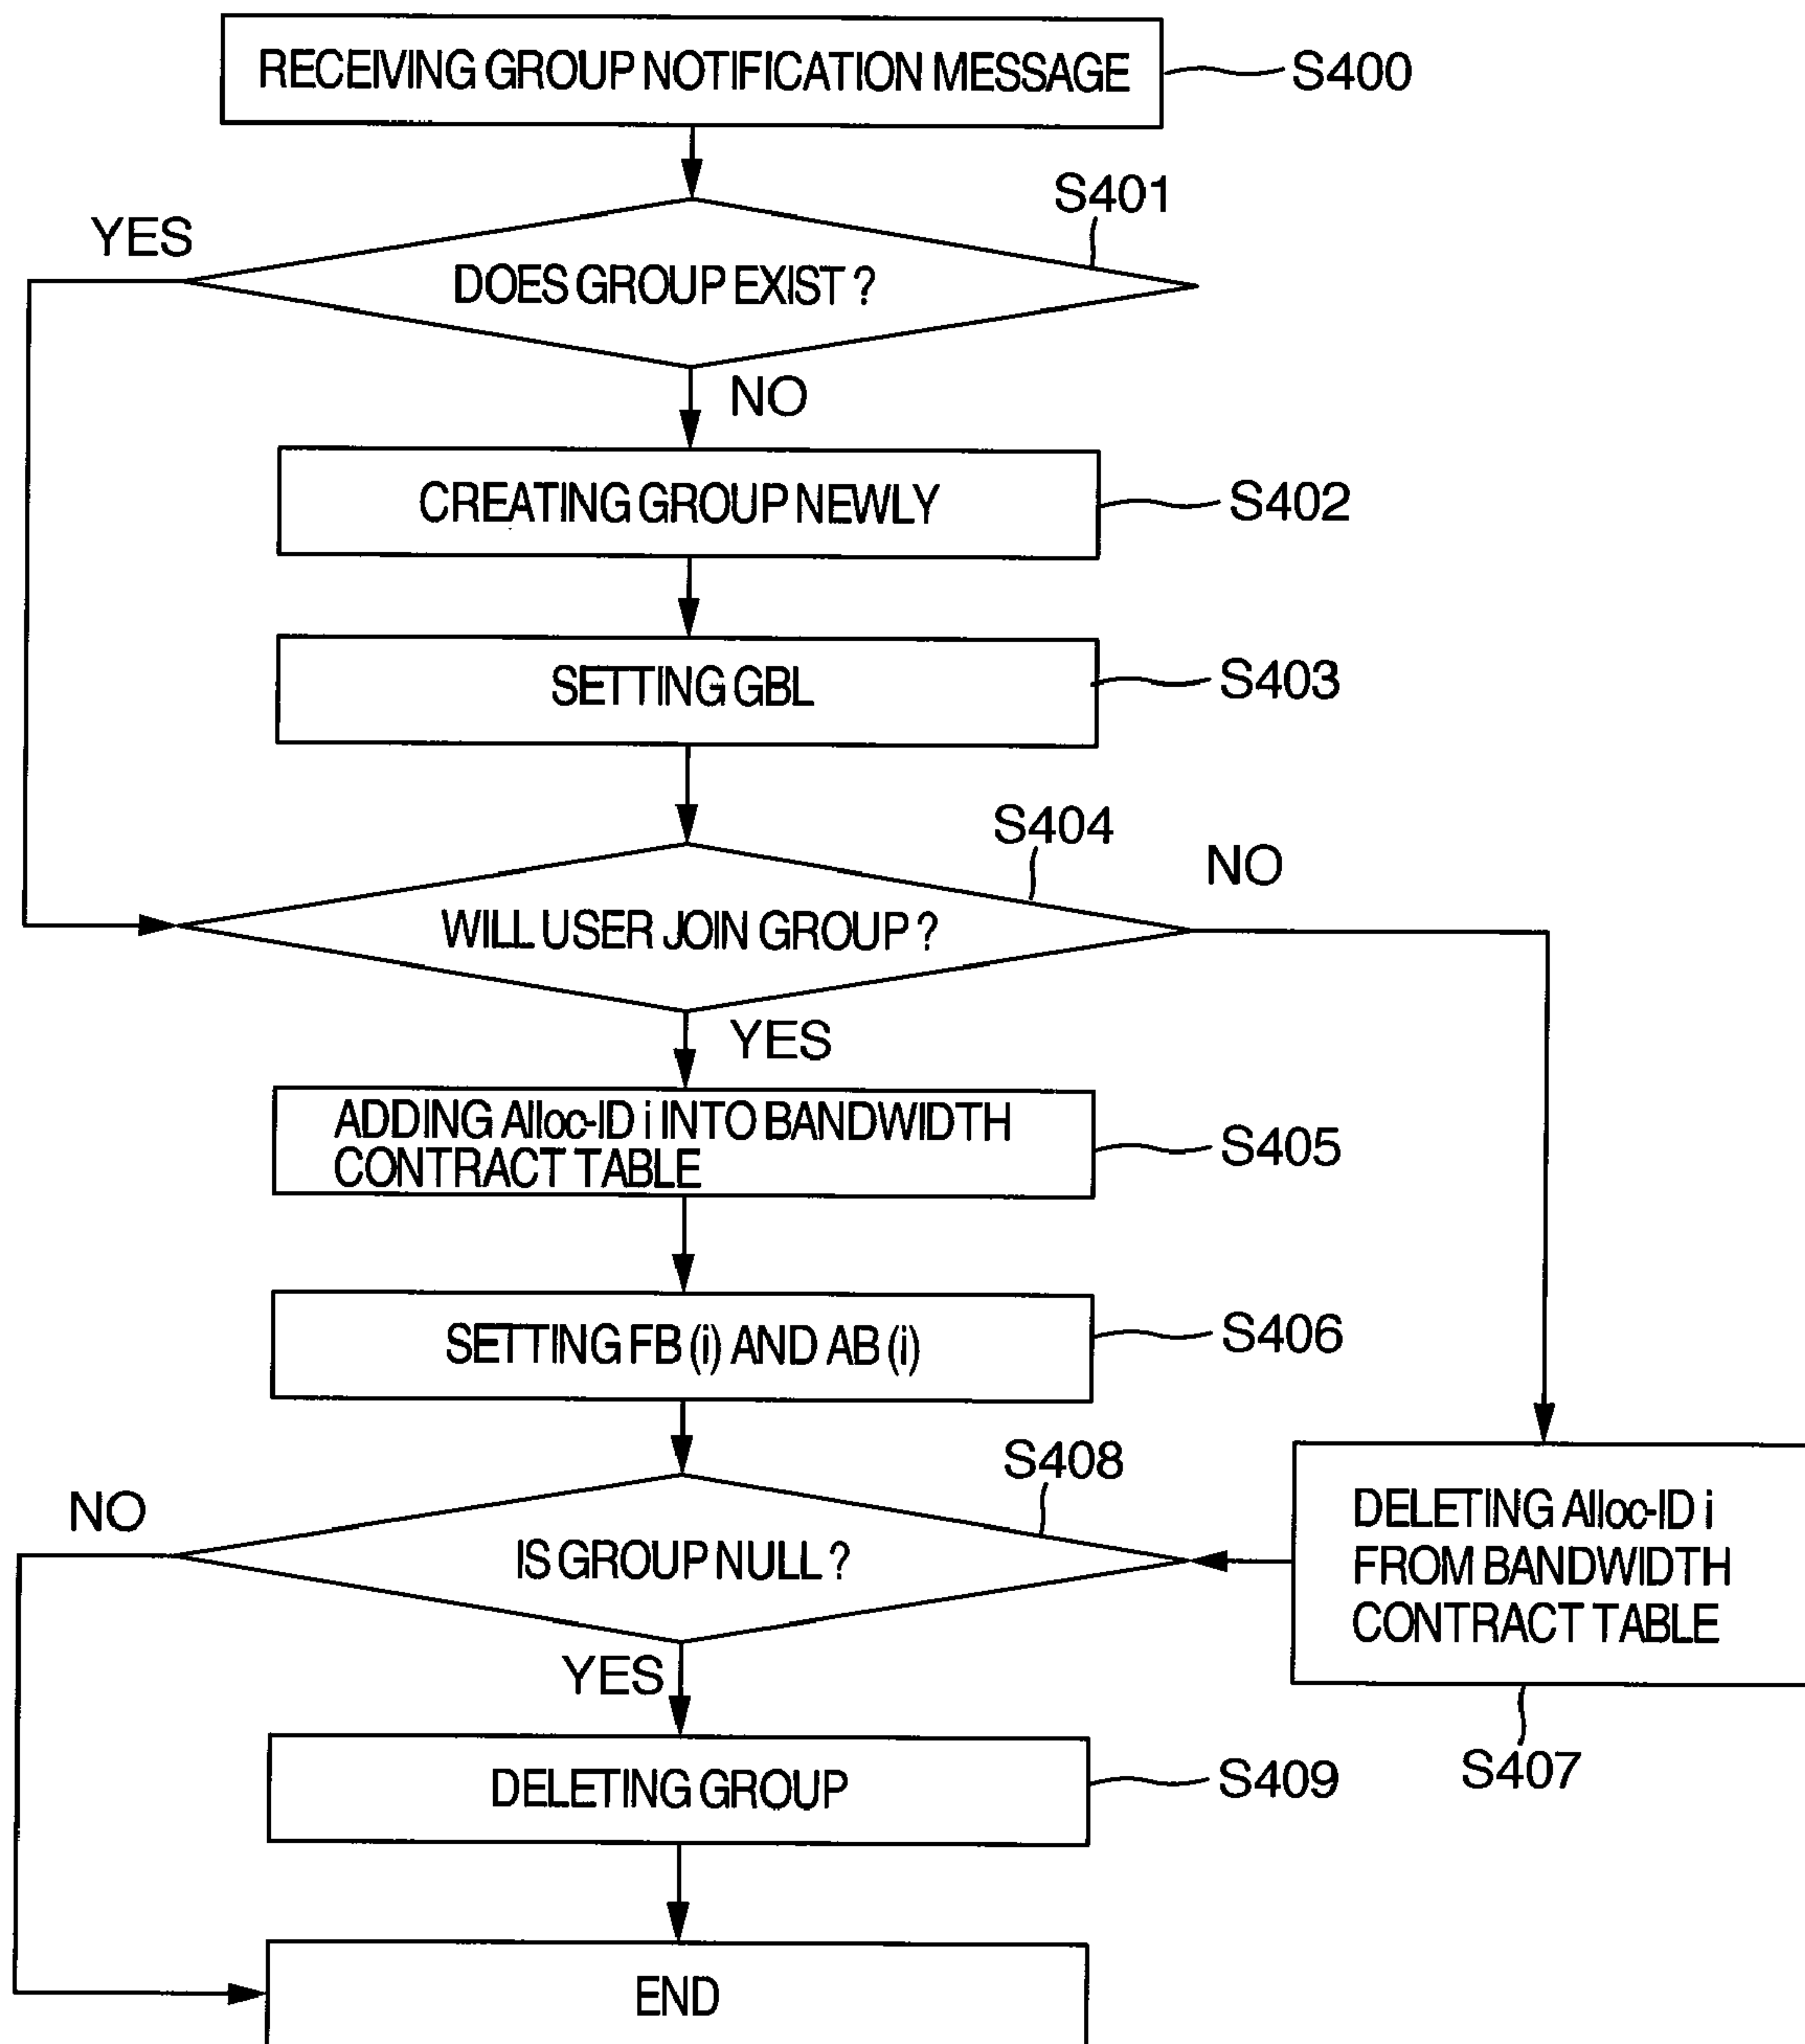 RECEIVING GROUP NOTIFICATION MESSAGE
S400
S401
YES
DOES GROUP EXIST ?
NO
CREATING GROUP NEWLY
S402
SETTING GBL
S403
S404
NO
WILL USER JOIN GROUP ?
YES
ADDING Alloc-ID i INTO BANDWIDTH
CONTRACT TABLE
S405
SETTING FB (i) AND AB (i)
S406
S408
NO
IS GROUP NULL ?
DELETING Alloc-ID i
FROM BANDWIDTH
CONTRACT TABLE
S407
YES
DELETING GROUP
S409
END